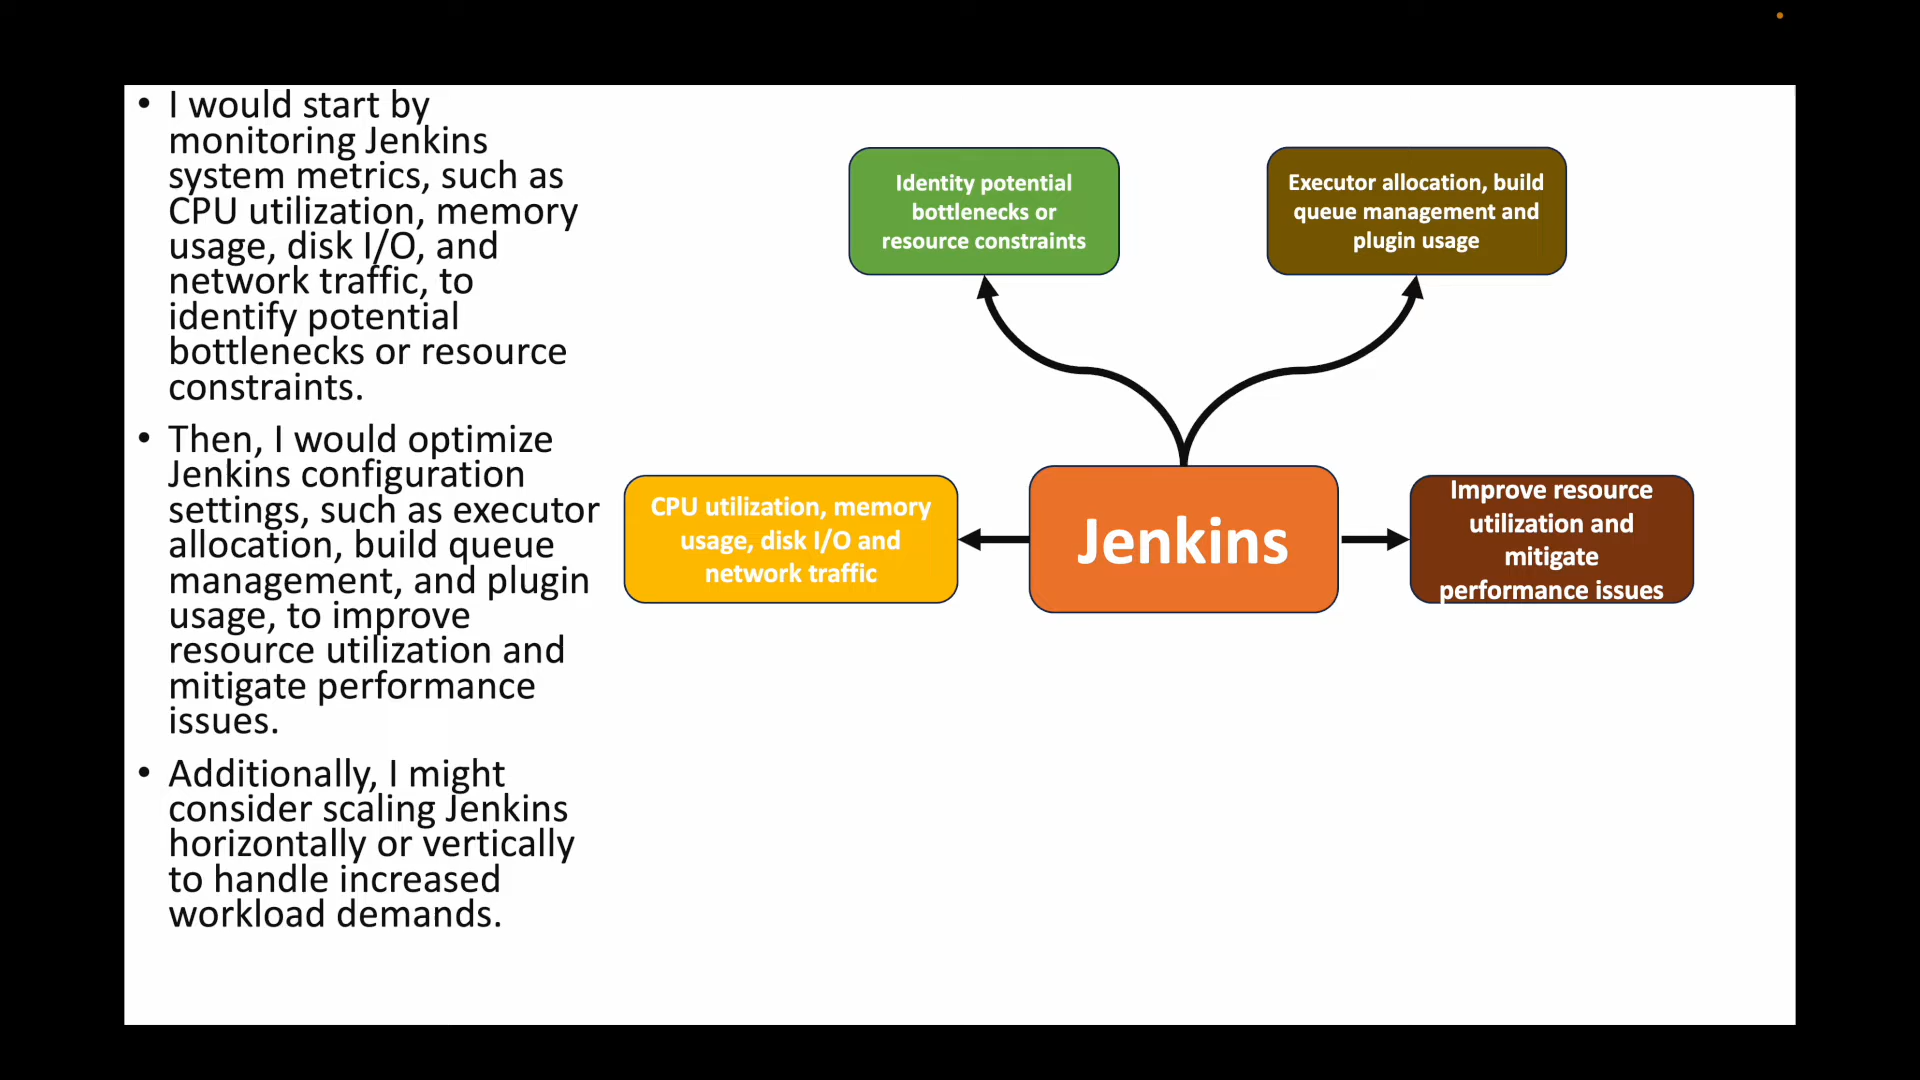 • I would start by
monitoring Jenkins
system metrics, such as
CPU utilization, memory
usage, disk I/O, and
network traffic, to
identify potential
bottlenecks or resource
constraints.
• Then, I would optimize
Jenkins configuration
settings, such as executor
allocation, build queue
management, and plugin
usage, to improve
resource utilization and
mitigate performance
issues.
• Additionally, I might
consider scaling Jenkins
horizontally or vertically
to handle increased
workload demands.
Identity potential
bottlenecks or
resource constraints
Executor allocation, build
queue management and
plugin usage
CPU utilization, memory
usage, disk I/O and
network traffic
Jenkins
Improve resource
utilization and
mitigate
performance issues